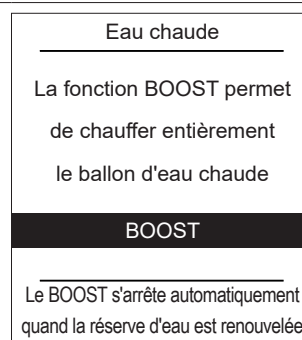 Eau chaude
La fonction BOOST permet
de chauffer entièrement
le ballon d'eau chaude
BOOST
Le BOOST s'arrête automatiquement
quand la réserve d'eau est renouvelée